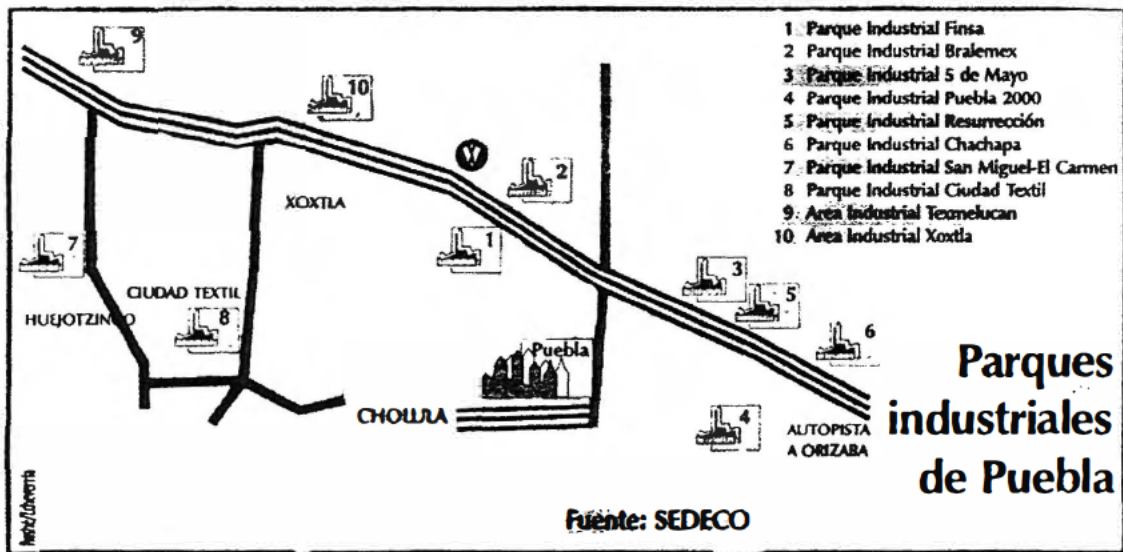 1 Parque Industrial Finsa
2 Parque Industrial Bralemex
3 Parque Industrial 5 de Mayo
4 Parque Industrial Puebla 2000
5 Parque Industrial Resurrección
6 Parque Industrial Chachapa
7 Parque Industrial San Miguel-El Carmen
8 Parque Industrial Ciudad Textil
9 Area Industrial Texmelucan
10 Area Industrial Xoxtla
9
10
2
XOXTLA
1
7
3
CIUDAD TEXTIL
5
HUEJOTZINGO
8
6
Puebla
CHOLULA
4
AUTOPISTA
A ORIZABA
Parques
industriales
de Puebla
Fuente: SEDECO